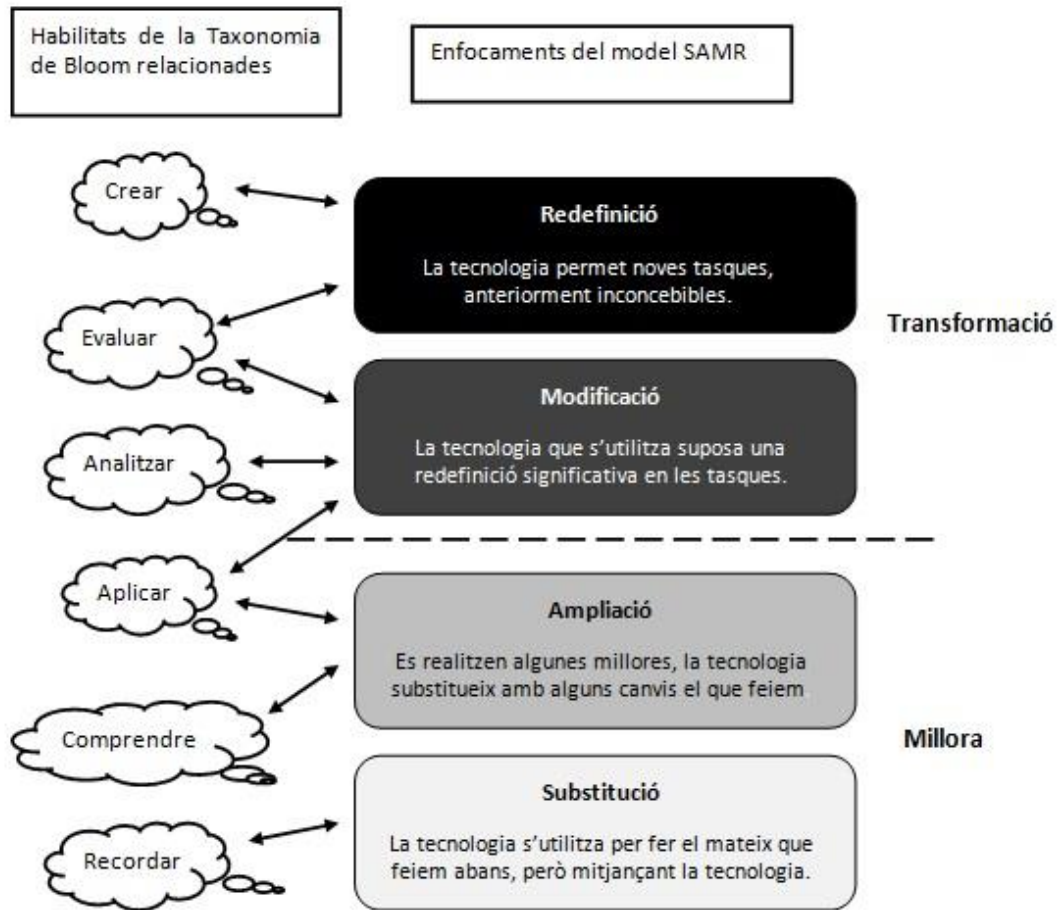 Habilitats de la Taxonomia
de Bloom relacionades
Enfocaments del model SAMR
Crear
Redefinició
La tecnologia permet noves tasques,
anteriorment inconcebibles.
Evaluar
Transformació
Modificació
La tecnologia que s'utilitza suposa una
redefinició significativa en les tasques.
Analitzar
Aplicar
Ampliació
Es realitzen algunes millores, la tecnologia
substitueix amb alguns canvis el que feiem
Comprendre
Millora
Substitució
La tecnologia s'utilitza per fer el mateix que
feiem abans, però mitjançant la tecnologia.
Recordar